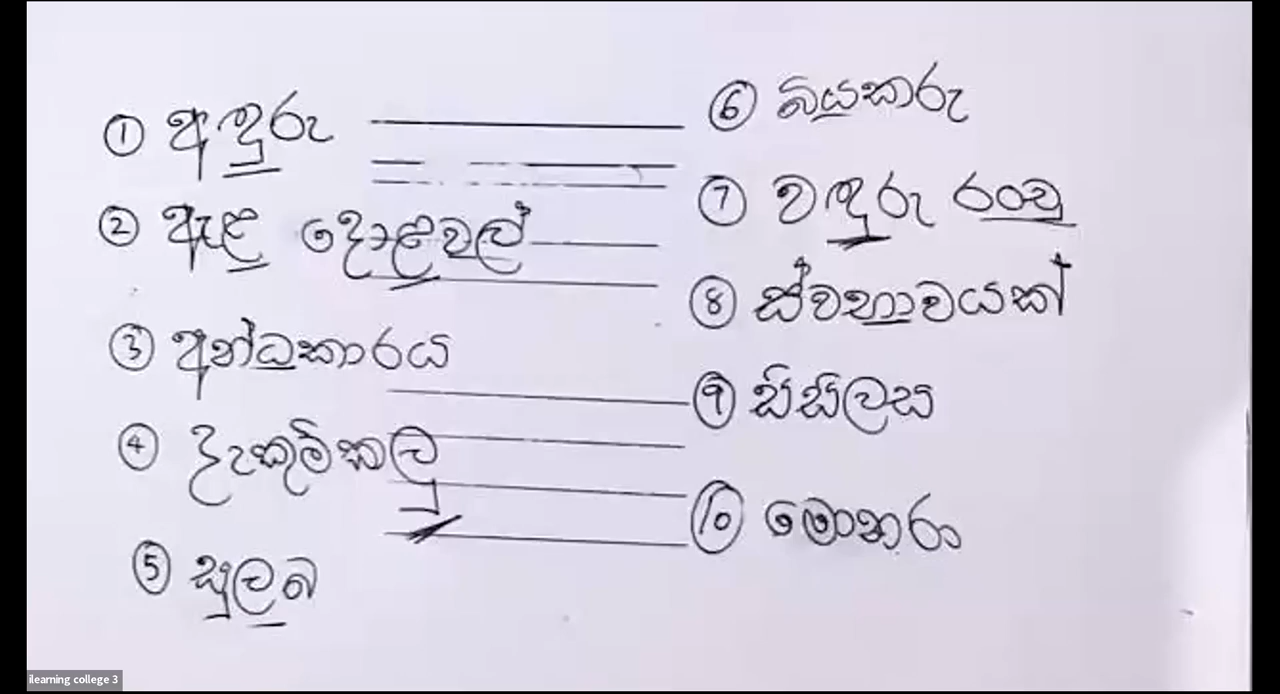 ① අඳුරු
② ඇළ දොළවල්
③ අන්ධකාරය
④ දැකුම්කලු
⑤ සුලබ
⑥ බියකරු
⑦ වඳුරු රංචු
⑧ ස්වභාවයක්
⑨ සිසිලස
⑩ මොනරා
ilearning college 3